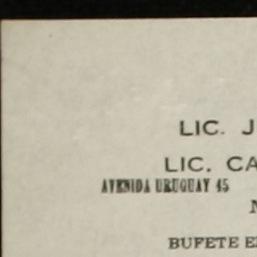 LIC. J
LIC. CA
AVENIDA URUGUAY 45
N
BUFETE E